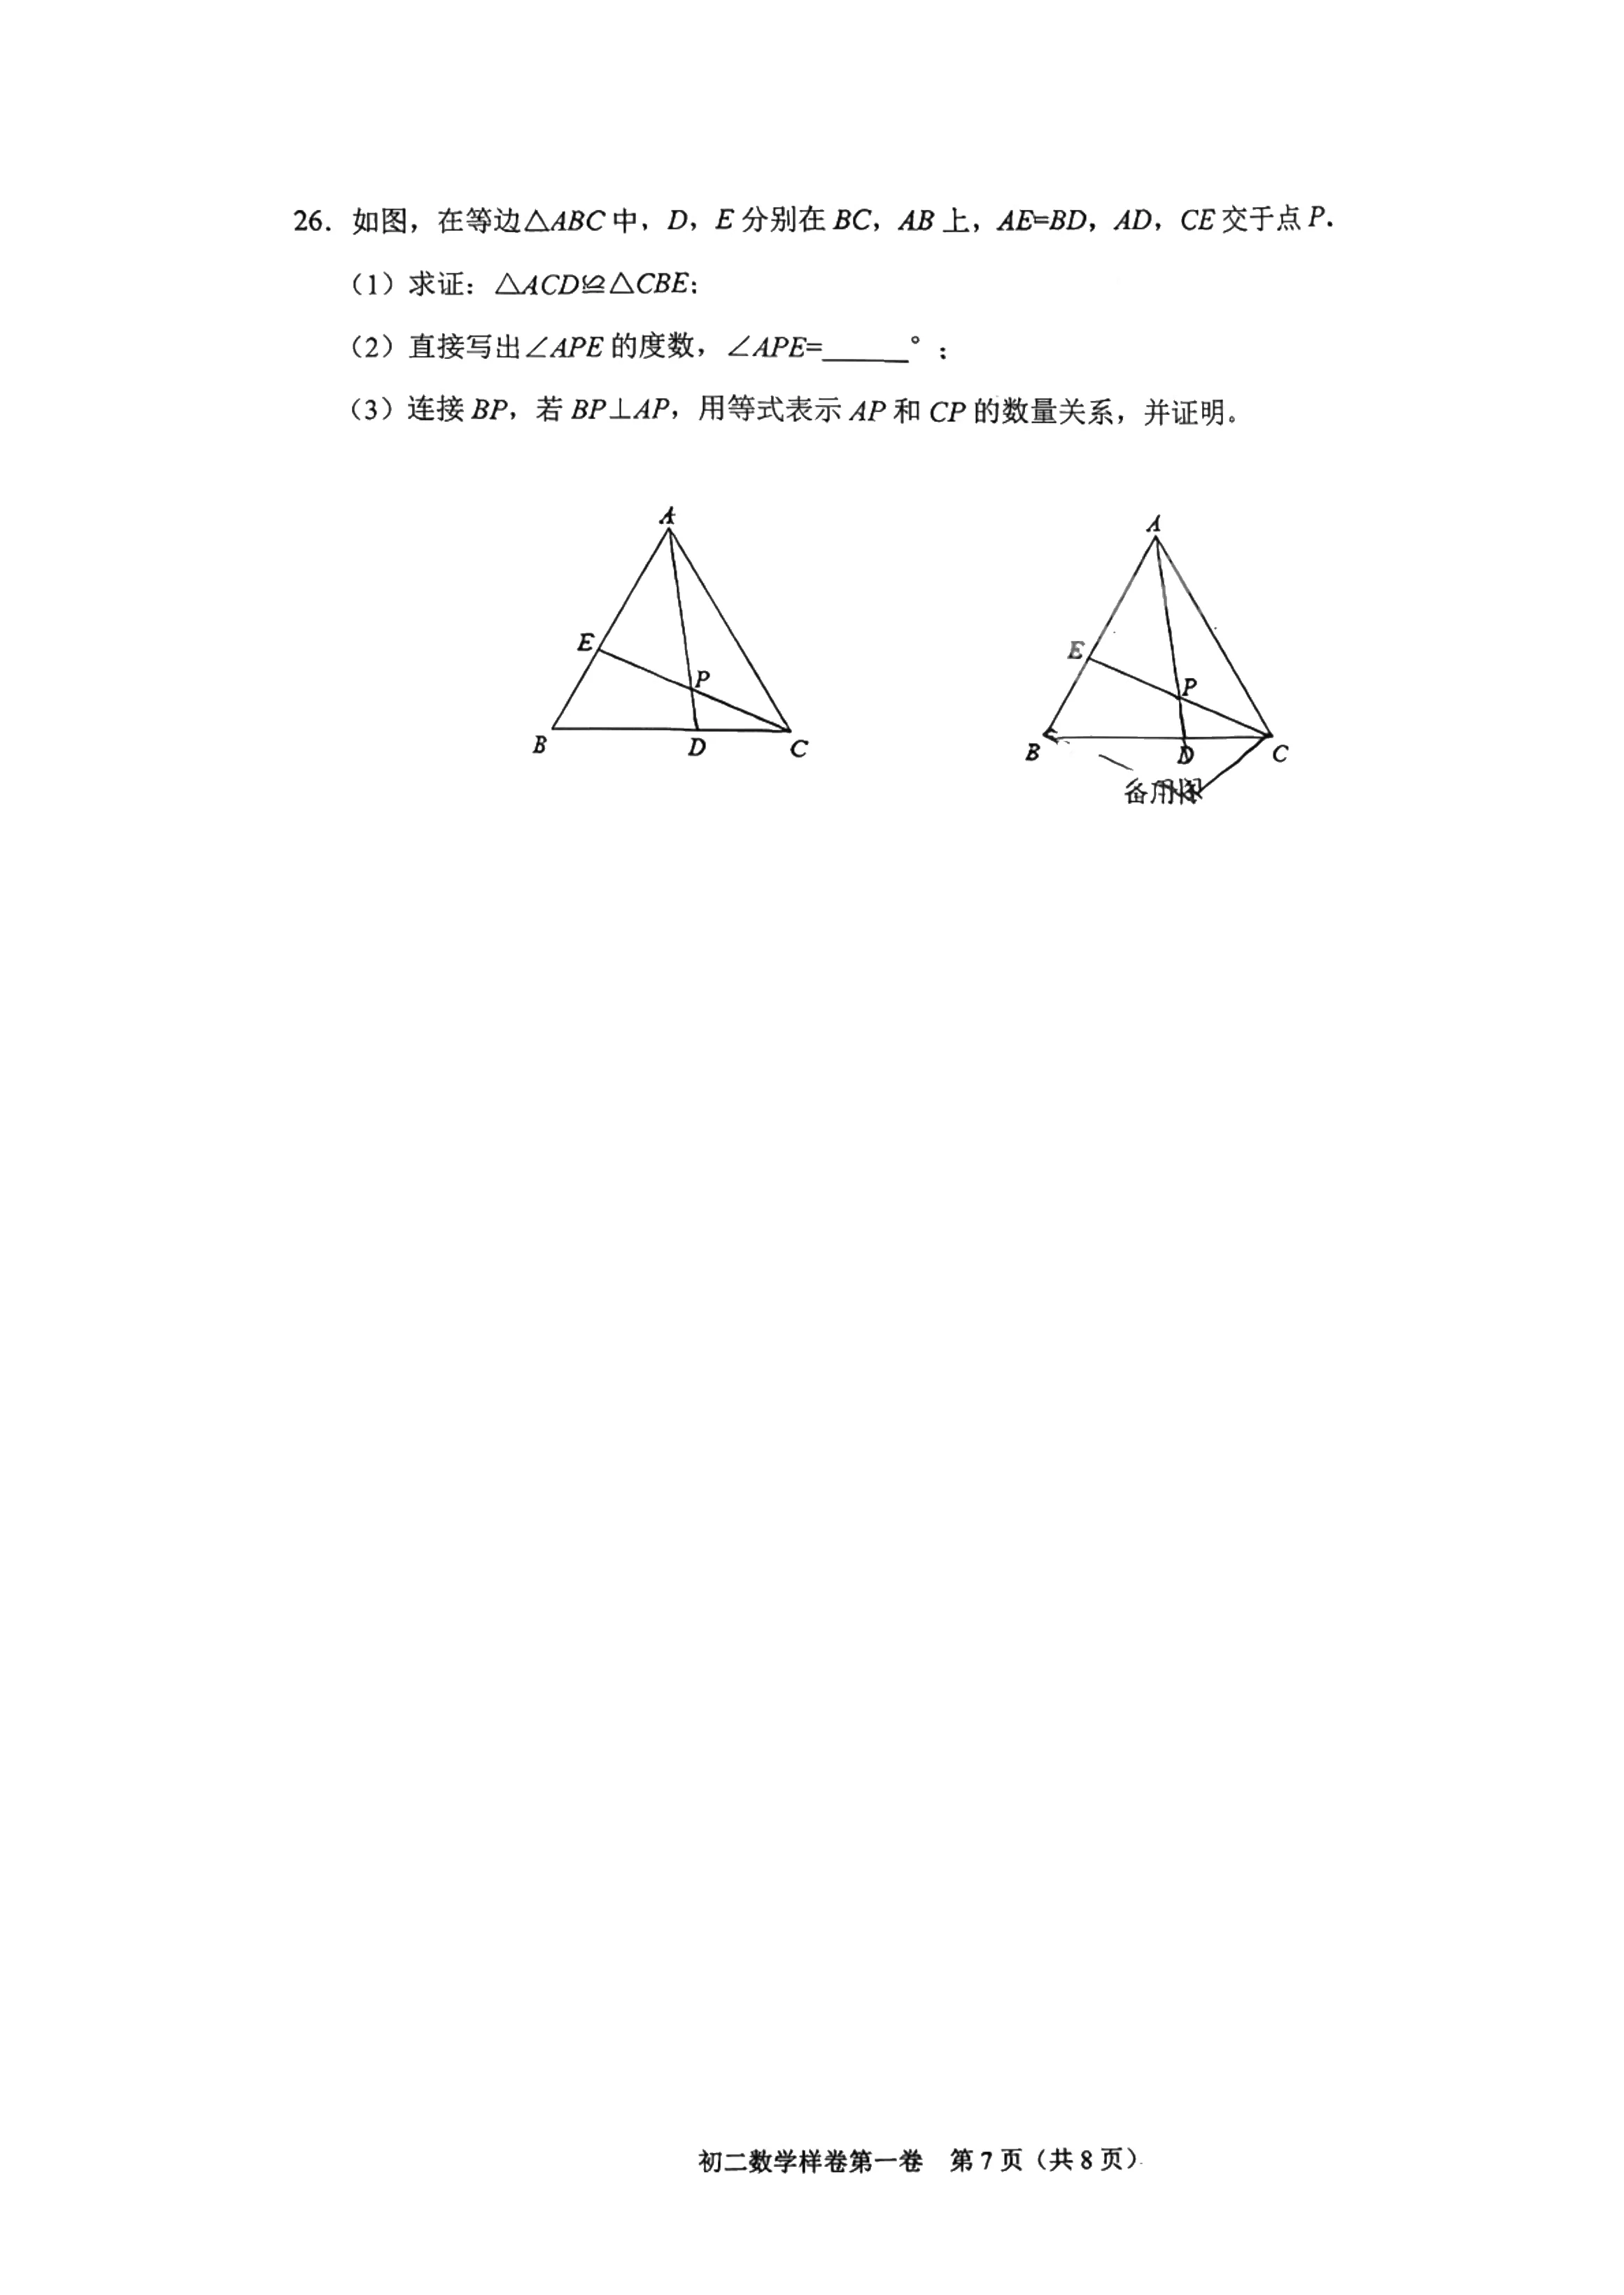 26. 如图，在等边△ABC中，D，E分别在BC，AB上，AE=BD，AD，CE交于点P.
（1）求证：△ACD≌△CBE；
（2）直接写出∠APE的度数，∠APE=______°；
（3）连接BP，若BP⊥AP，用等式表示AP和CP的数量关系，并证明。
A
E
P
B
D
C
A
E
P
B
D
C
备用图
初二数学样卷第一卷 第7页（共8页）